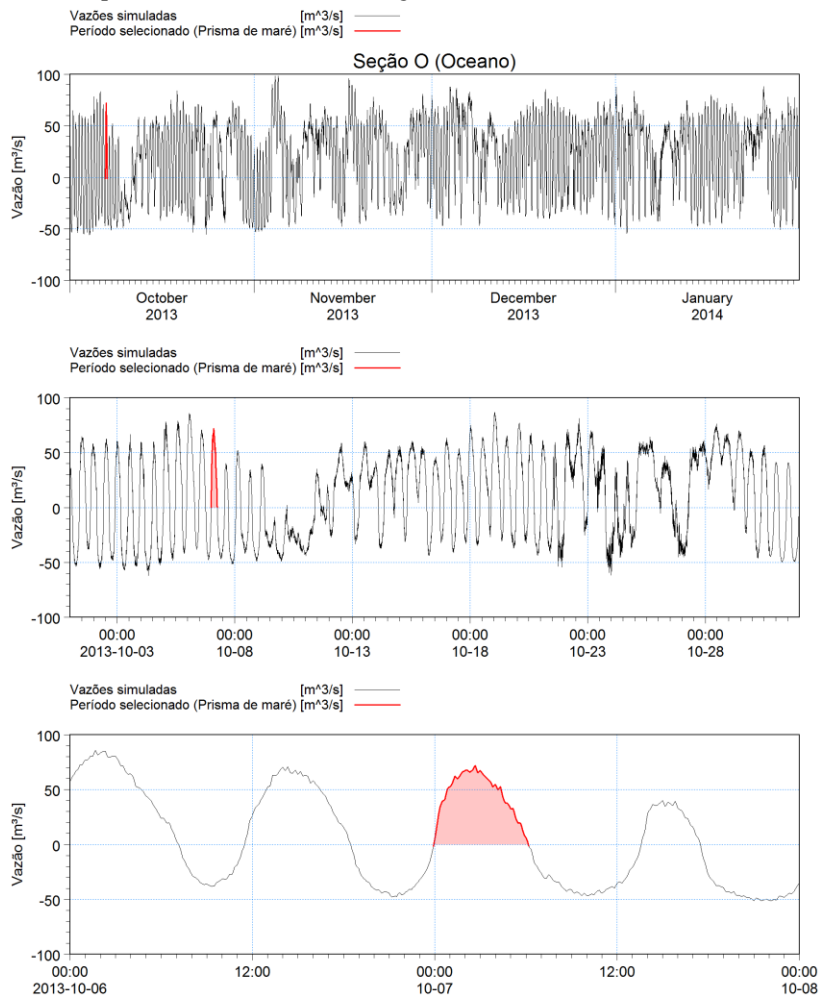 Vazões simuladas [m^3/s]
Período selecionado (Prisma de maré) [m^3/s]
Seção O (Oceano)
Vazão [m³/s]
100
50
0
-50
-100
October November December January
2013 2013 2013 2014
Vazões simuladas [m^3/s]
Período selecionado (Prisma de maré) [m^3/s]
Vazão [m³/s]
100
50
0
-50
-100
00:00 00:00 00:00 00:00 00:00 00:00
2013-10-03 10-08 10-13 10-18 10-23 10-28
Vazões simuladas [m^3/s]
Período selecionado (Prisma de maré) [m^3/s]
Vazão [m³/s]
100
50
0
-50
-100
00:00 12:00 00:00 12:00 00:00
2013-10-06 10-07 10-08